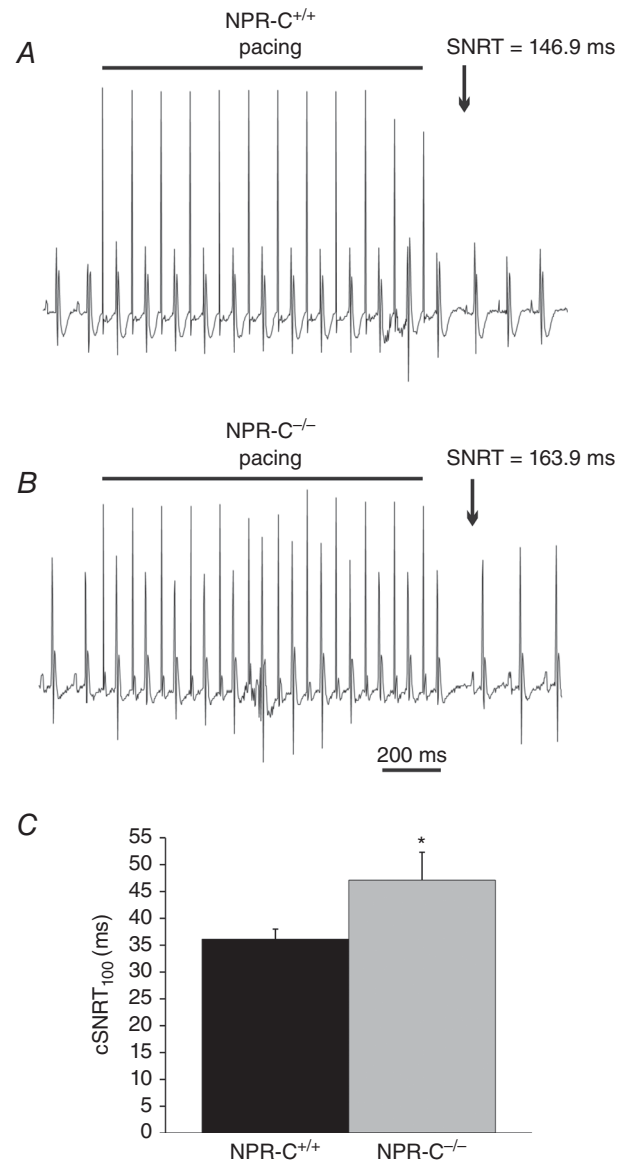 A
NPR-C⁺/⁺
pacing
SNRT = 146.9 ms
B
NPR-C⁻/⁻
pacing
SNRT = 163.9 ms
200 ms
C
cSNRT₁₀₀ (ms)
55
50
45
40
35
30
25
20
15
10
5
0
*
NPR-C⁺/⁺ NPR-C⁻/⁻